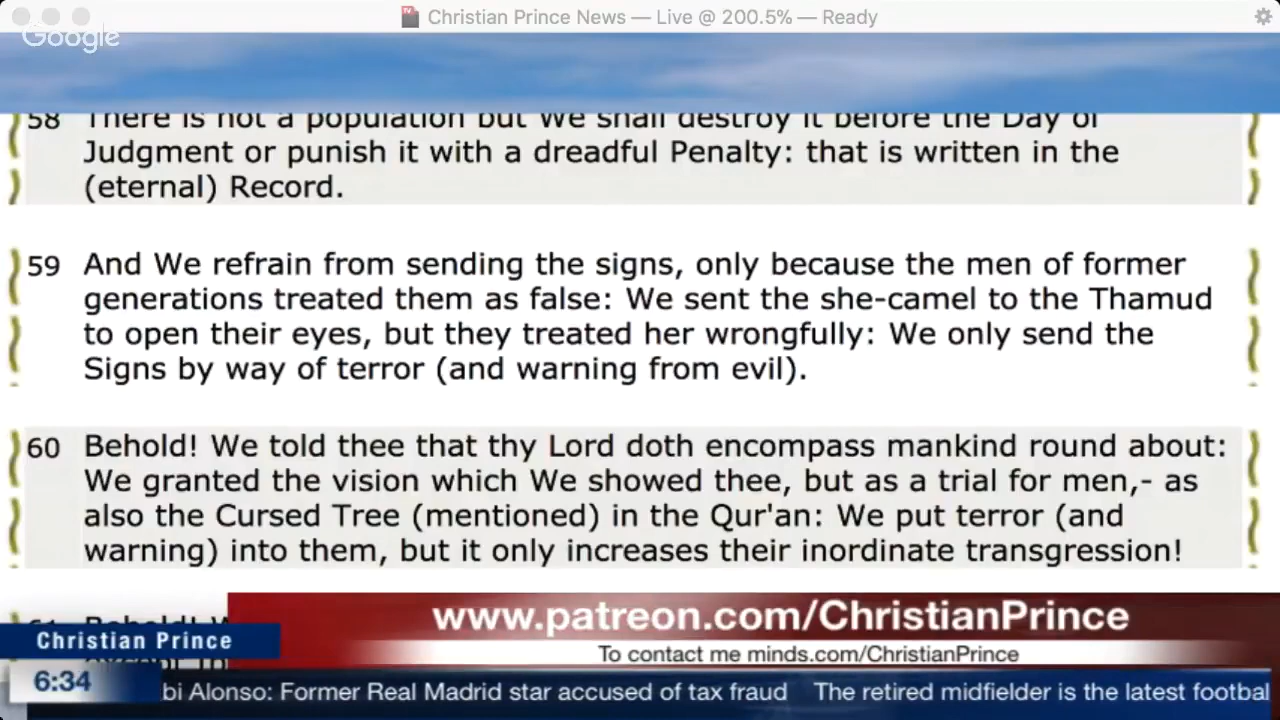 Christian Prince News — Live @ 200.5% — Ready
Google
58 There is not a population but We shall destroy it before the Day of
Judgment or punish it with a dreadful Penalty: that is written in the
(eternal) Record.
59 And We refrain from sending the signs, only because the men of former
generations treated them as false: We sent the she-camel to the Thamud
to open their eyes, but they treated her wrongfully: We only send the
Signs by way of terror (and warning from evil).
60 Behold! We told thee that thy Lord doth encompass mankind round about:
We granted the vision which We showed thee, but as a trial for men,- as
also the Cursed Tree (mentioned) in the Qur'an: We put terror (and
warning) into them, but it only increases their inordinate transgression!
61 Behold! W
www.patreon.com/ChristianPrince
Christian Prince
To contact me minds.com/ChristianPrince
6:34
bi Alonso: Former Real Madrid star accused of tax fraud The retired midfielder is the latest footbal